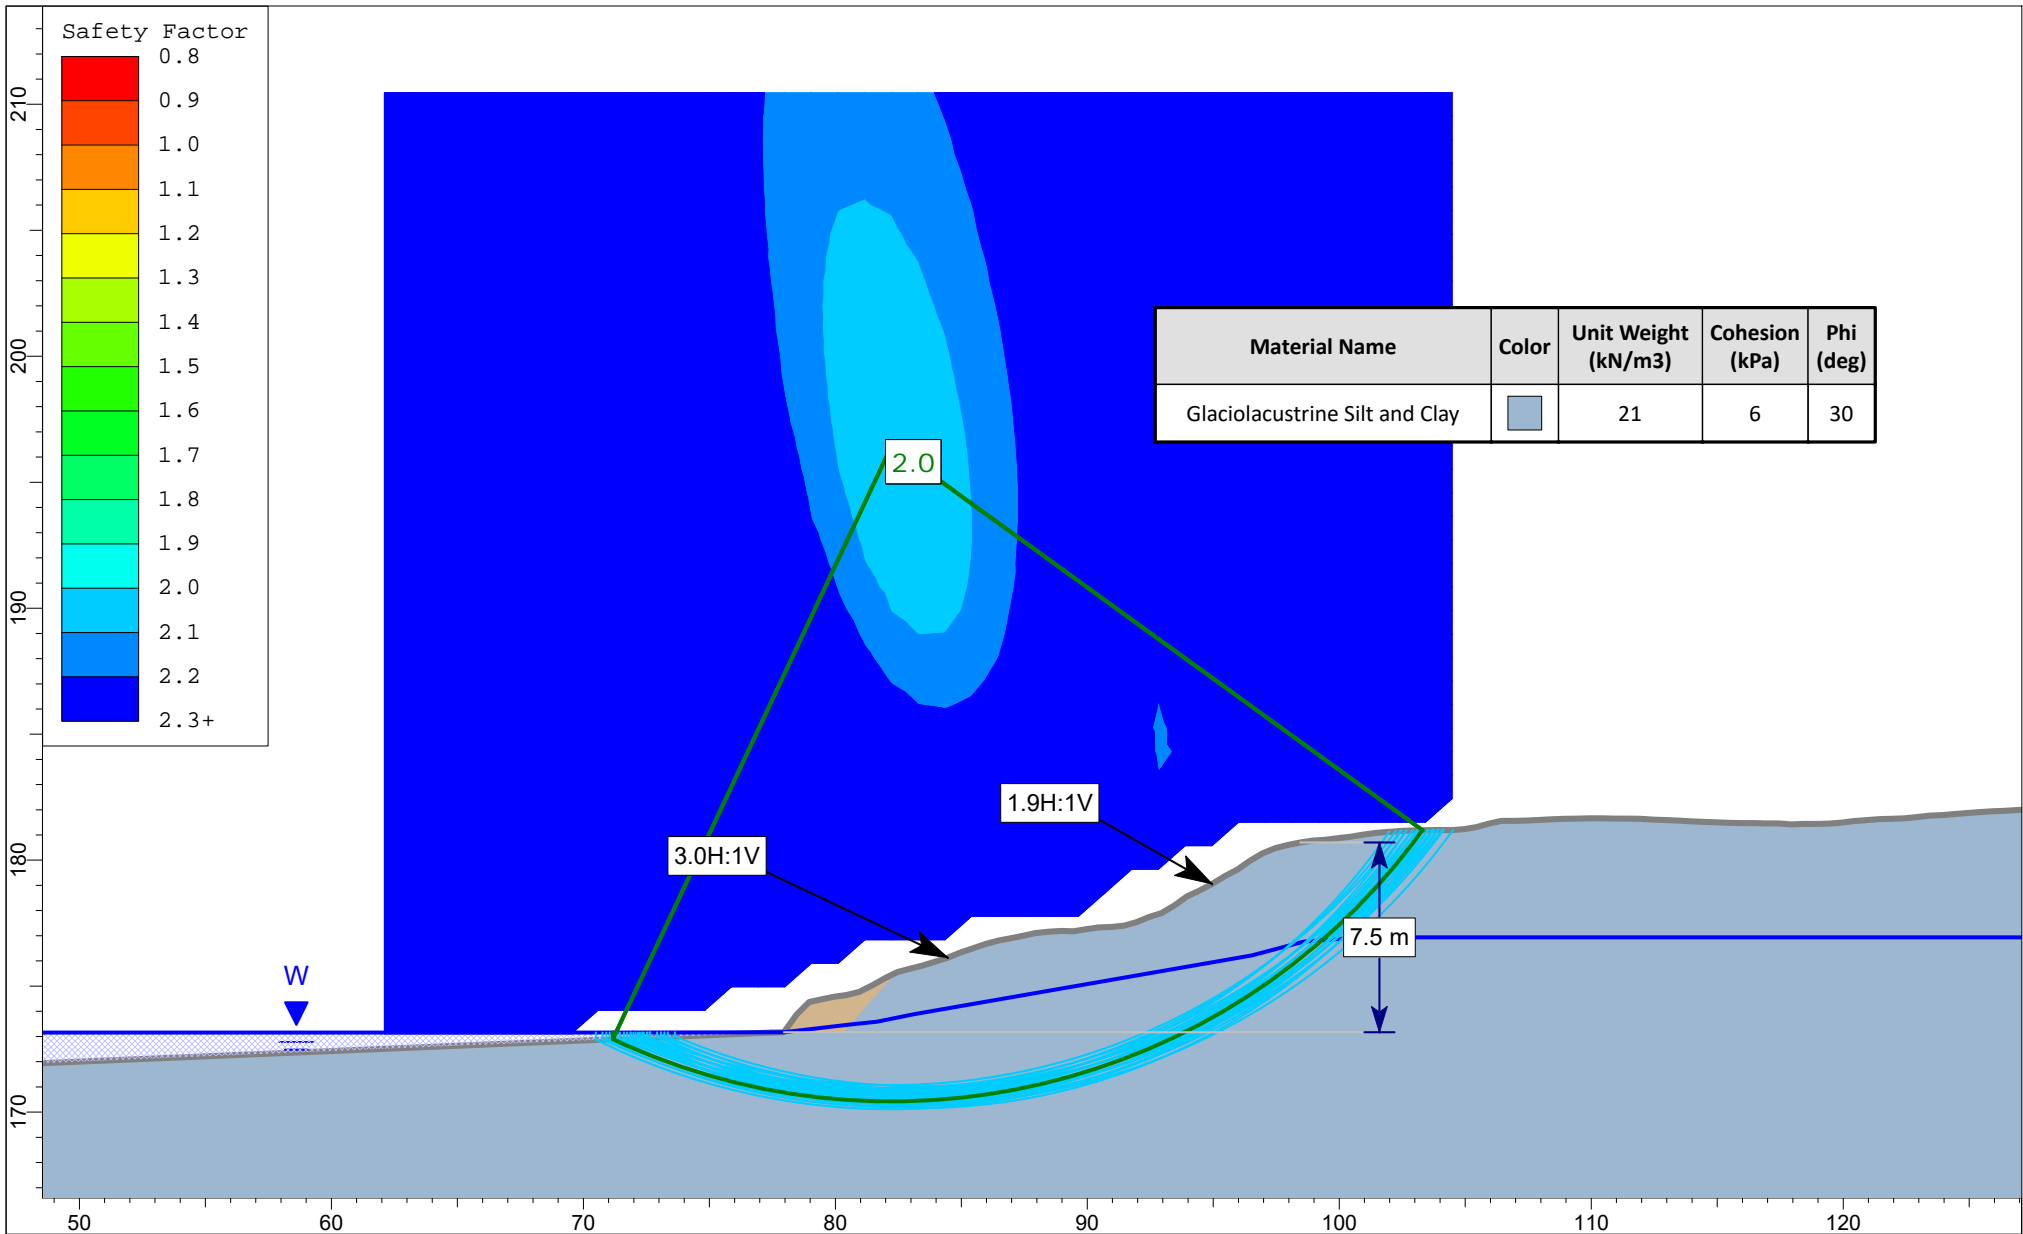 Safety Factor
0.8
0.9
1.0
1.1
1.2
1.3
1.4
1.5
1.6
1.7
1.8
1.9
2.0
2.1
2.2
2.3+
Material Name Color Unit Weight (kN/m3) Cohesion (kPa) Phi (deg)
Glaciolacustrine Silt and Clay 21 6 30
2.0
1.9H:1V
3.0H:1V
7.5 m
W
210
200
190
180
170
50 60 70 80 90 100 110 120